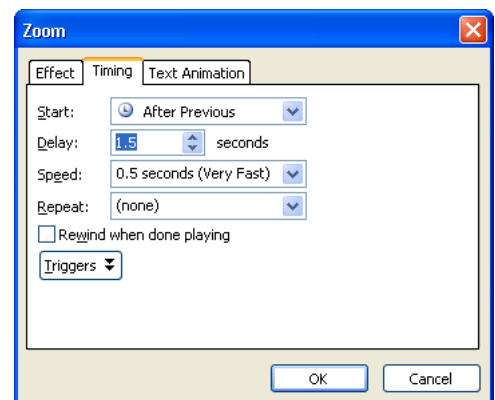 Zoom
Effect Timing Text Animation
Start: After Previous
Delay: 1.5 seconds
Speed: 0.5 seconds (Very Fast)
Repeat: (none)
Rewind when done playing
Triggers
OK Cancel